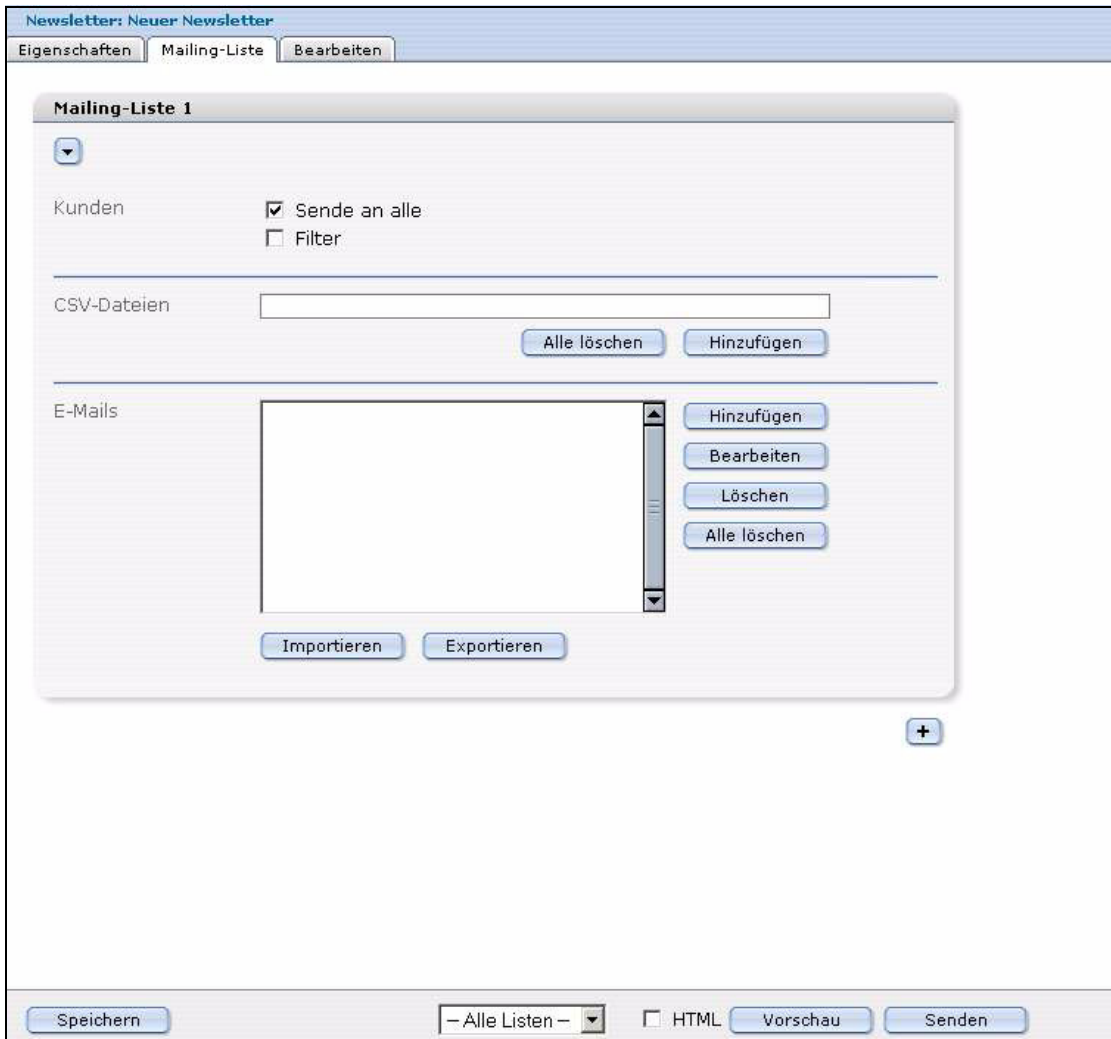 Newsletter: Neuer Newsletter
Eigenschaften Mailing-Liste Bearbeiten
Mailing-Liste 1
Kunden
Sende an alle
Filter
CSV-Dateien
Alle löschen Hinzufügen
E-Mails
Hinzufügen
Bearbeiten
Löschen
Alle löschen
Importieren Exportieren
+
Speichern – Alle Listen – HTML Vorschau Senden